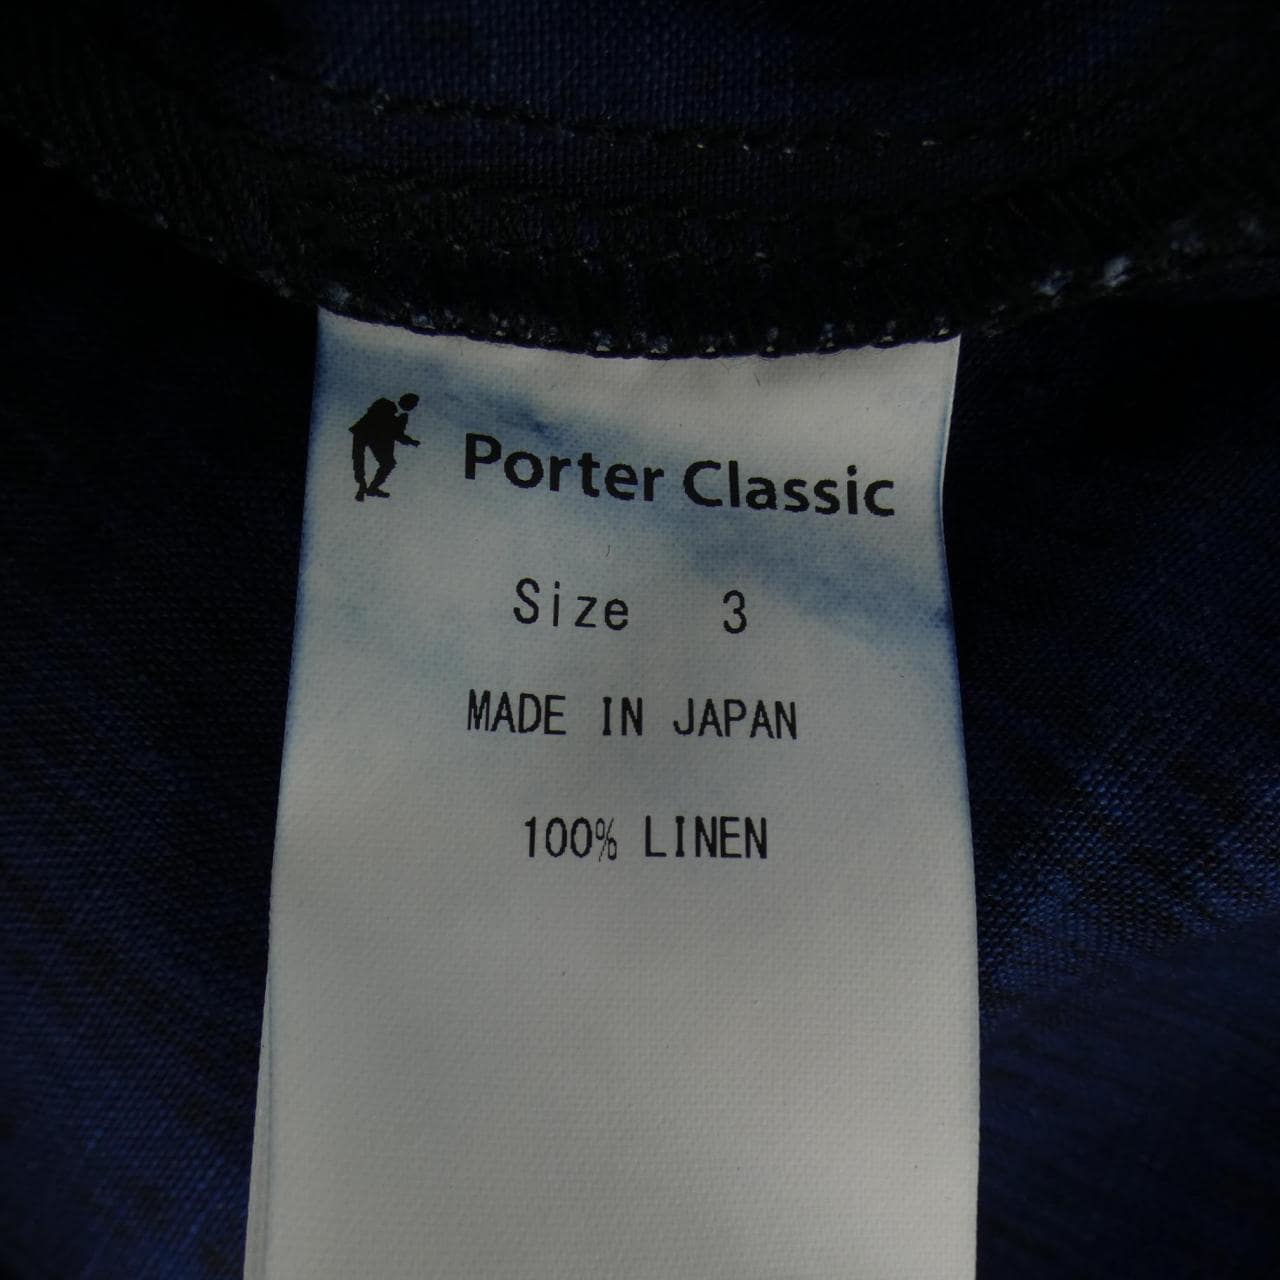 Porter Classic
Size 3
MADE IN JAPAN
100% LINEN